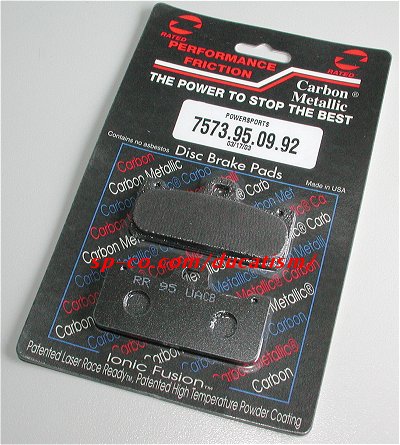 RATED
RATED
PERFORMANCE
FRICTION
Carbon®
Metallic
THE POWER TO STOP THE BEST
POWERSPORTS
7573.95.09.92
03/17/03
Contains no asbestos
Disc Brake Pads
Made in USA
Carbon Metallic®
sp-co.com/ducatism/
RR 95 UACB
Ionic Fusion™
Patented Laser Race Ready™, Patented High Temperature Powder Coating